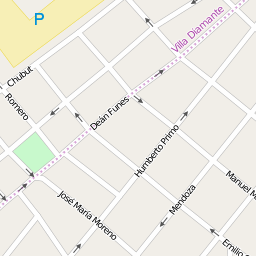 P
Villa Diamante
Chubut
Romero
Deán Funes
Humberto Primo
José María Moreno
Mendoza
Manuel
Emilio